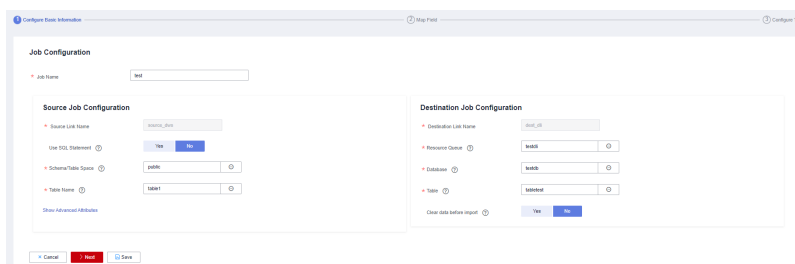 1 Configure Basic Information
2 Map Field
3 Configure
Job Configuration
* Job Name test
Source Job Configuration
* Source Link Name source_dws
Use SQL Statement ? Yes No
* Schema/Table Space ? public
* Table Name ? table1
Show Advanced Attributes
Destination Job Configuration
* Destination Link Name dest_dli
* Resource Queue ? testdli
* Database ? testdb
* Table ? tabletest
Clear data before import ? Yes No
× Cancel
> Next
Save